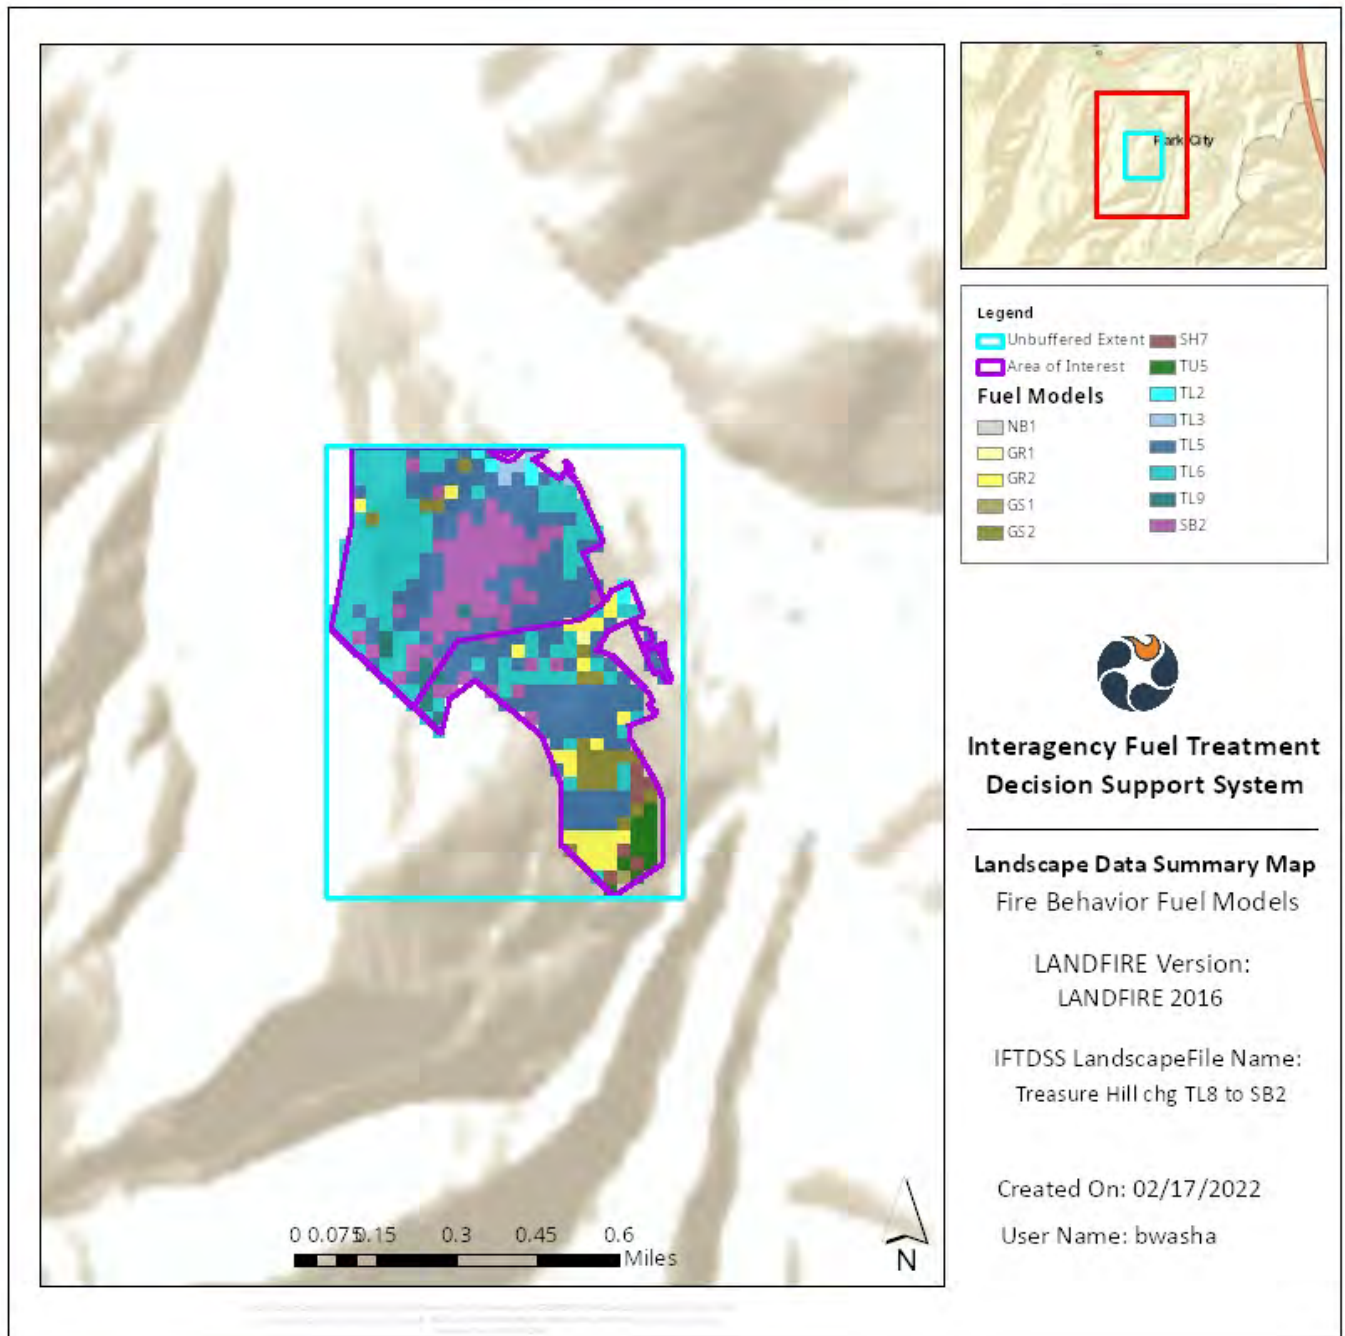 Park City
Legend
Unbuffered Extent
Area of Interest
Fuel Models
NB1
GR1
GR2
GS1
GS2
SH7
TU5
TL2
TL3
TL5
TL6
TL9
SB2
Interagency Fuel Treatment
Decision Support System
Landscape Data Summary Map
Fire Behavior Fuel Models
LANDFIRE Version:
LANDFIRE 2016
IFTDSS LandscapeFile Name:
Treasure Hill chg TL8 to SB2
Created On: 02/17/2022
User Name: bwasha
0 0.075 0.15 0.3 0.45 0.6
Miles
N